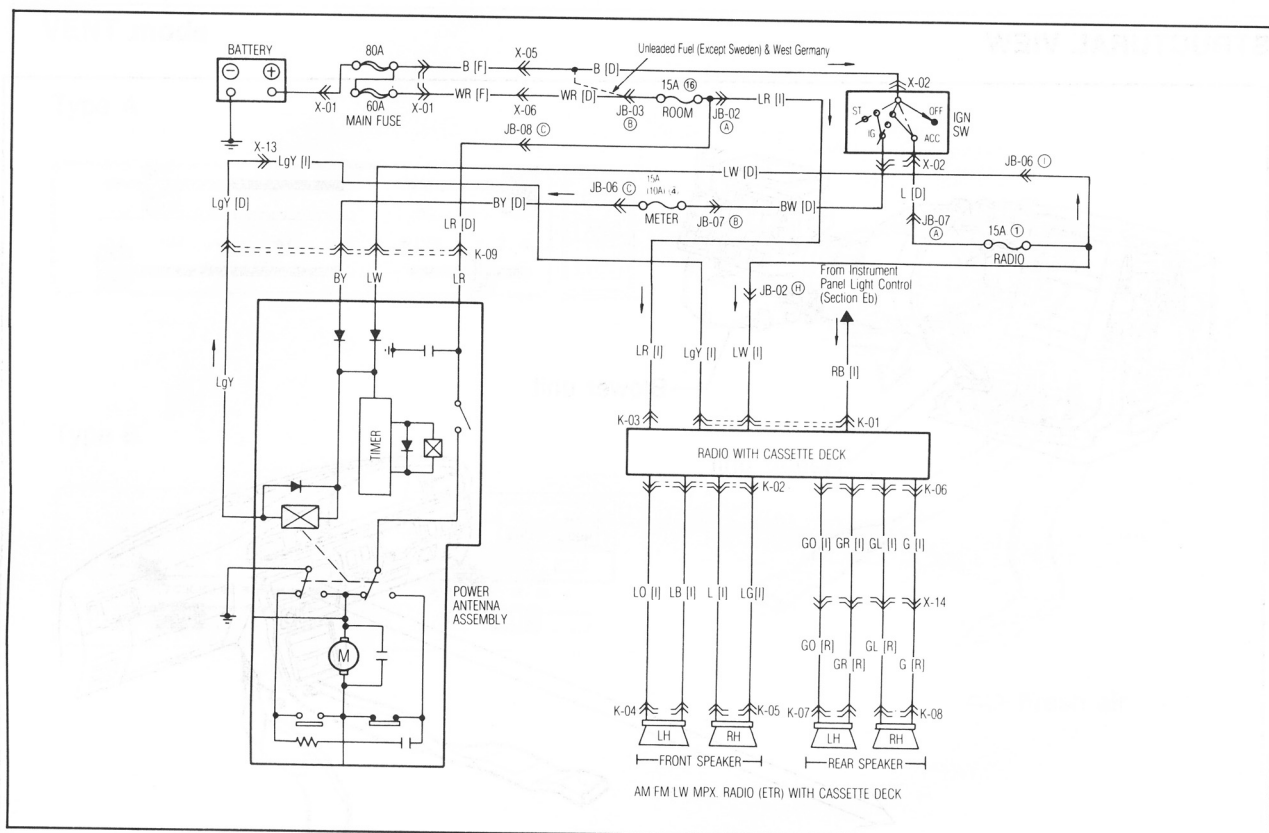 BATTERY
80A
X-05
B [F]
B [D]
Unleaded Fuel (Except Sweden) & West Germany
X-02
X-01
60A
MAIN FUSE
X-01
WR [F]
X-06
WR [D]
JB-03
B
15A 16
ROOM
JB-02
A
LR [I]
ST
OFF
IG
ACC
IGN
SW
JB-08 C
X-13
LgY [I]
X-02
JB-06 I
LW [D]
LgY [D]
JB-06 C
15A
(10A) 4
METER
BY [D]
JB-07 B
BW [D]
L [D]
JB-07
A
15A 1
RADIO
LR [D]
K-09
BY
LW
LR
From Instrument
Panel Light Control
(Section Eb)
JB-02 H
LR [I]
LgY [I]
LW [I]
RB [I]
LgY
K-03
K-01
TIMER
RADIO WITH CASSETTE DECK
K-02
K-06
GO [I]
GR [I]
GL [I]
G [I]
LO [I]
LB [I]
L [I]
LG[I]
POWER
ANTENNA
ASSEMBLY
X-14
M
GO [R]
GR [R]
GL [R]
G [R]
K-04
K-05
K-07
K-08
LH
RH
LH
RH
FRONT SPEAKER
REAR SPEAKER
AM FM LW MPX. RADIO (ETR) WITH CASSETTE DECK